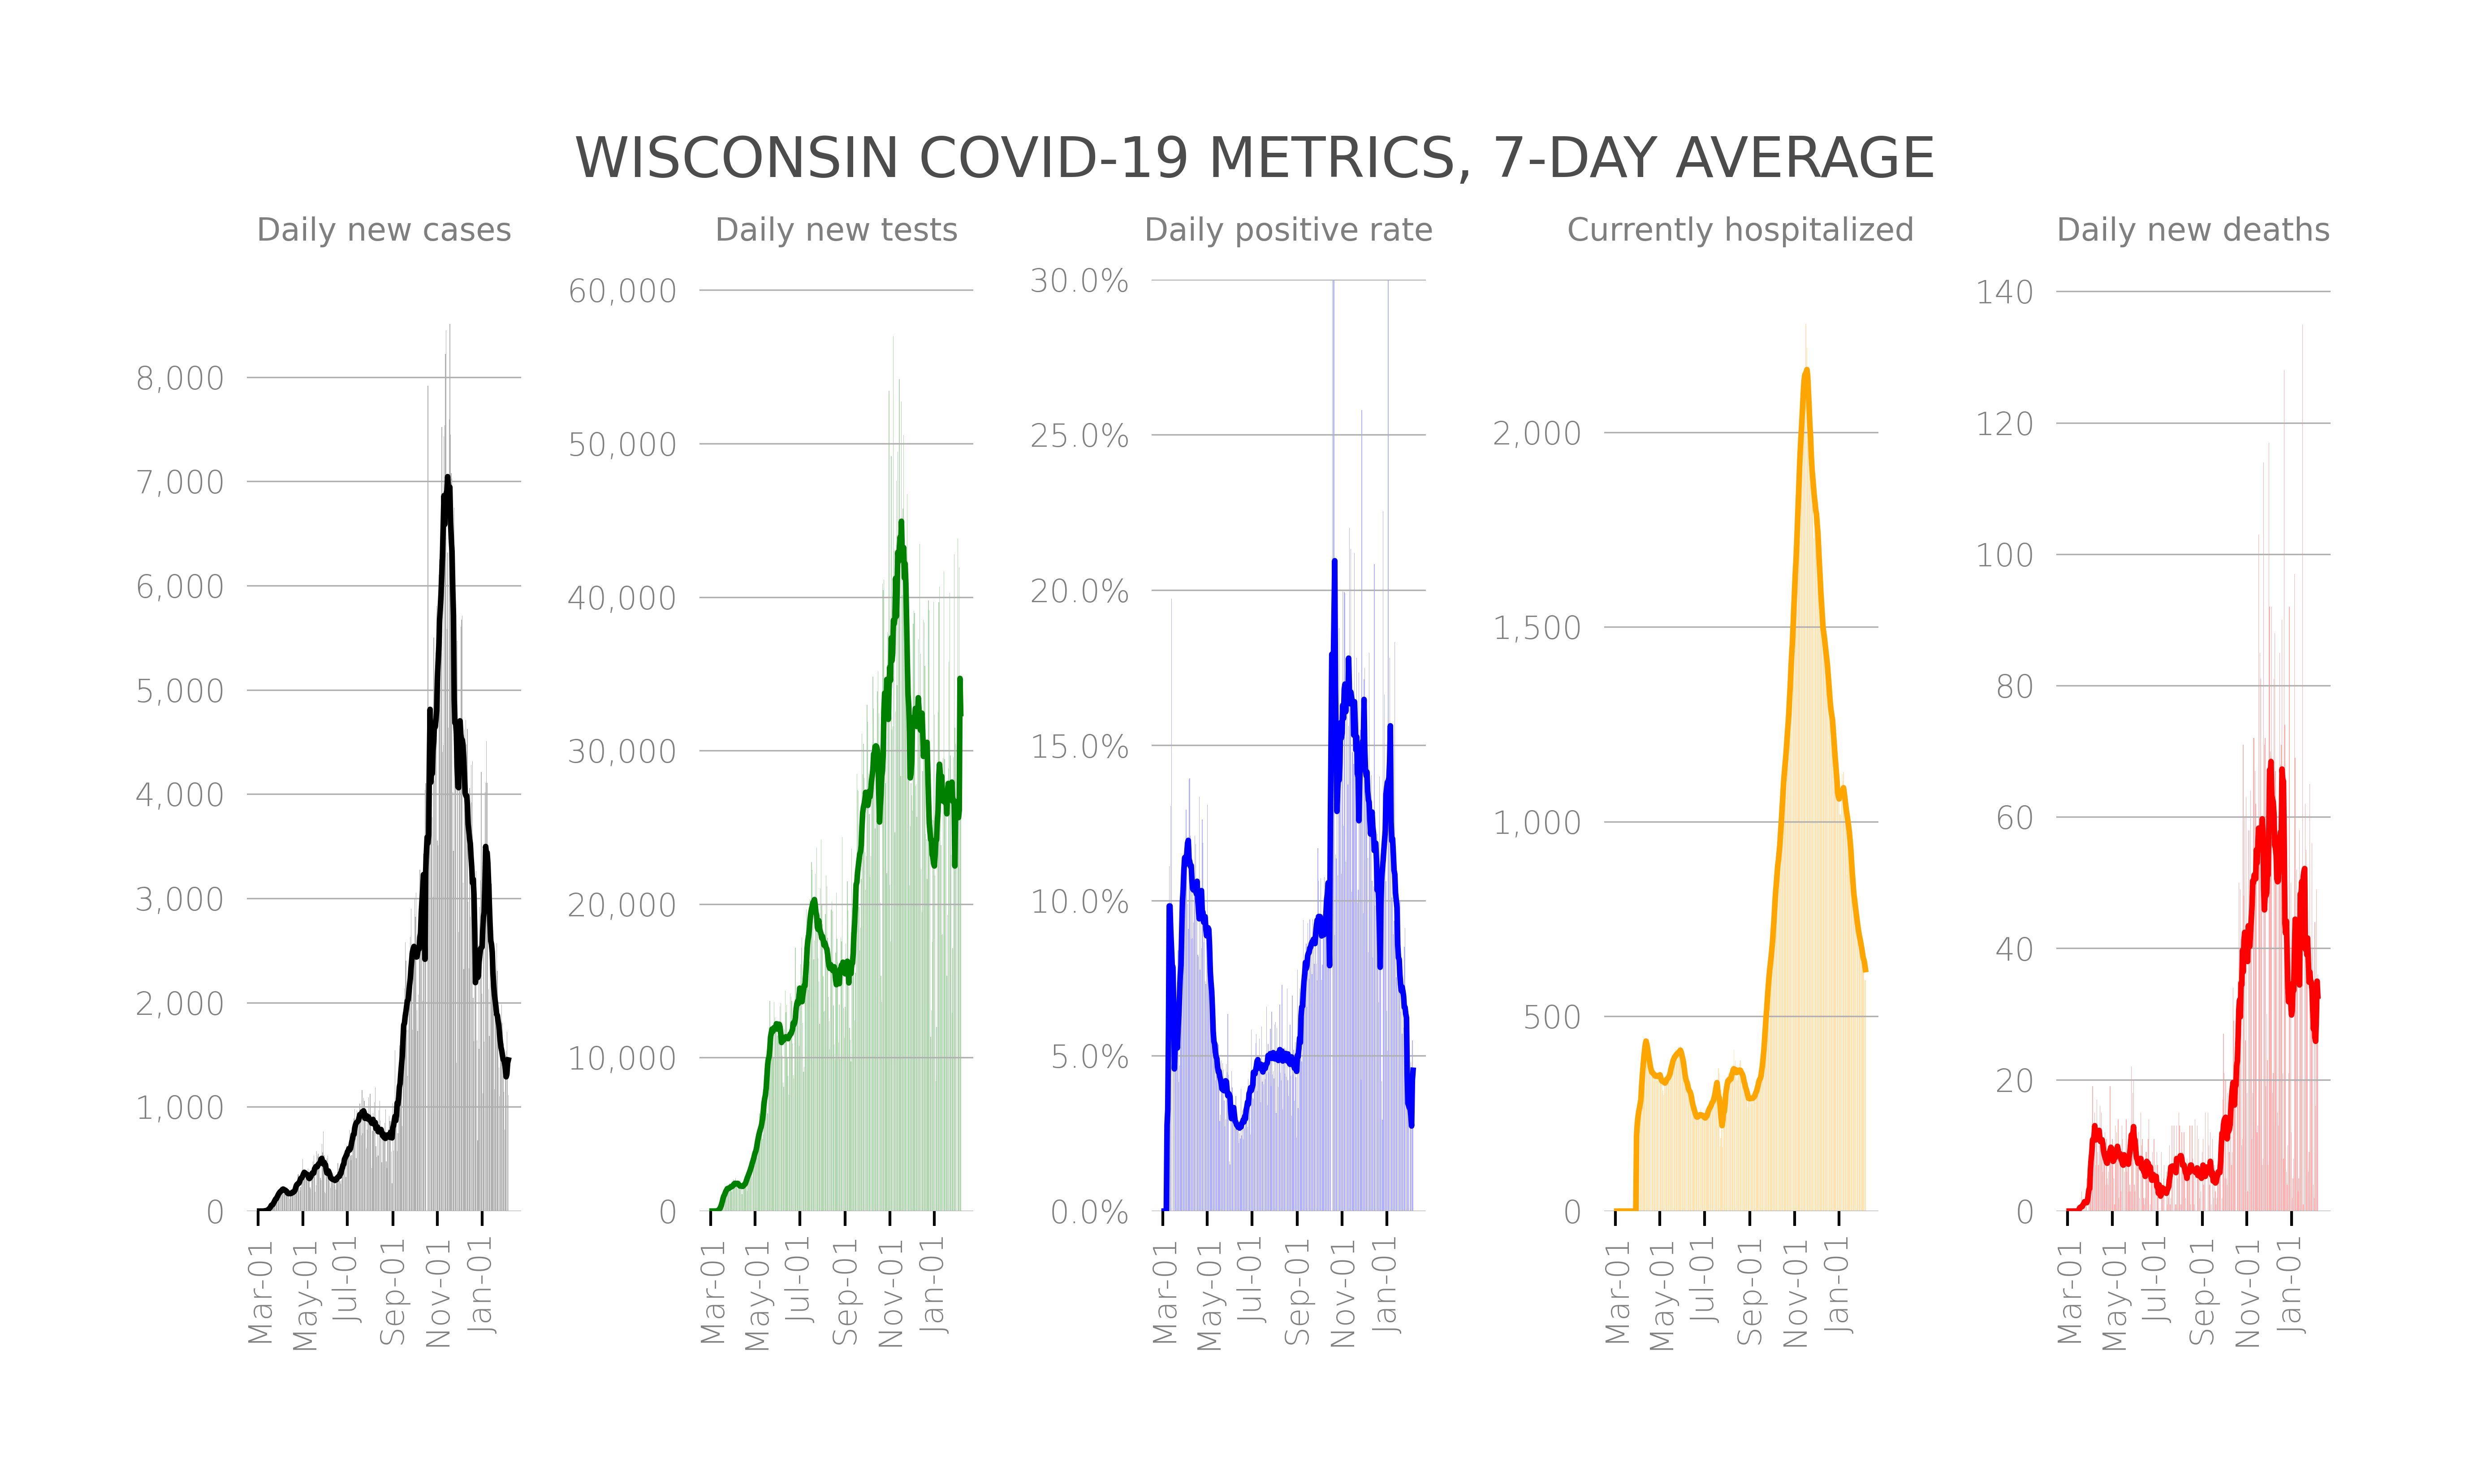 WISCONSIN COVID-19 METRICS, 7-DAY AVERAGE
Daily new cases
8,000
7,000
6,000
5,000
4,000
3,000
2,000
1,000
0
Mar-01
May-01
Jul-01
Sep-01
Nov-01
Jan-01
Daily new tests
60,000
50,000
40,000
30,000
20,000
10,000
0
Mar-01
May-01
Jul-01
Sep-01
Nov-01
Jan-01
Daily positive rate
30.0%
25.0%
20.0%
15.0%
10.0%
5.0%
0.0%
Mar-01
May-01
Jul-01
Sep-01
Nov-01
Jan-01
Currently hospitalized
2,000
1,500
1,000
500
0
Mar-01
May-01
Jul-01
Sep-01
Nov-01
Jan-01
Daily new deaths
140
120
100
80
60
40
20
0
Mar-01
May-01
Jul-01
Sep-01
Nov-01
Jan-01